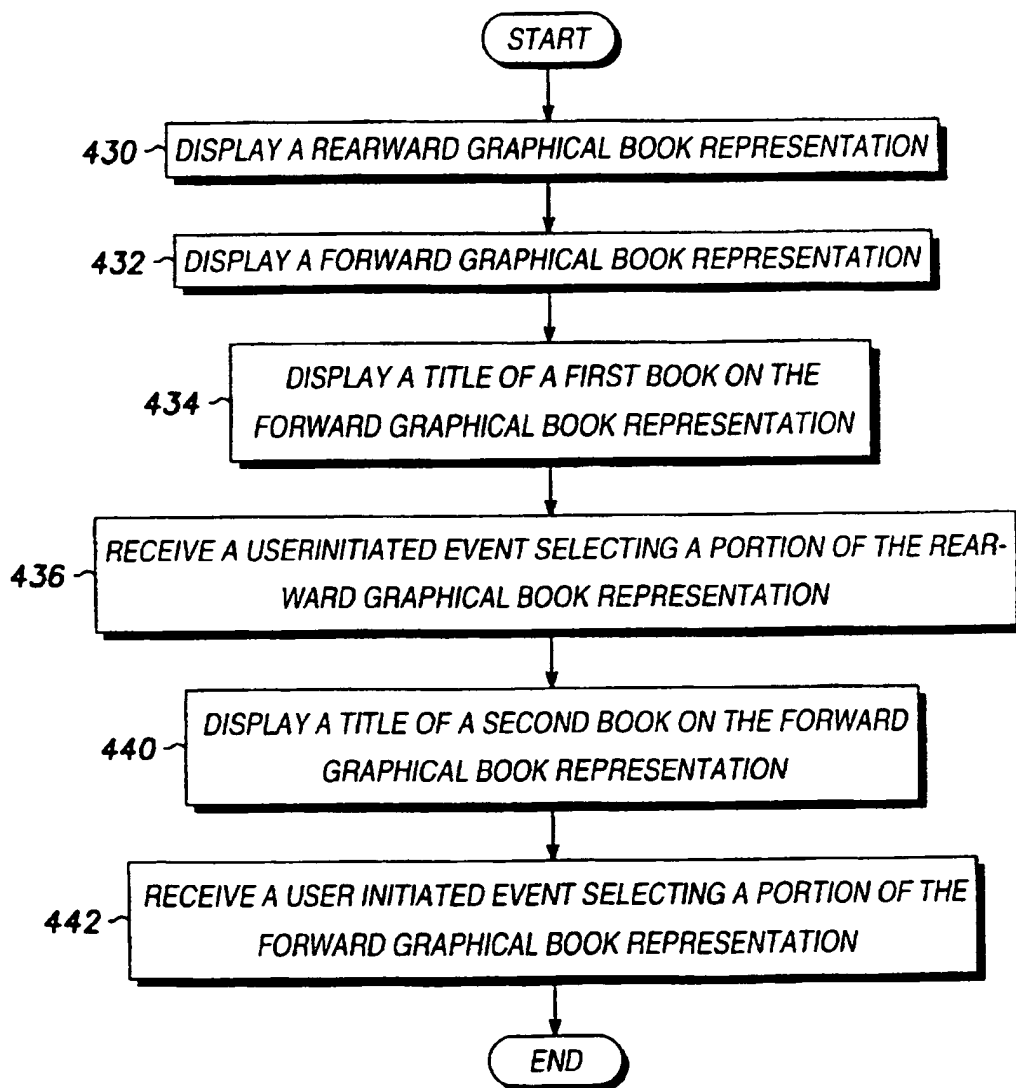 START
430
DISPLAY A REARWARD GRAPHICAL BOOK REPRESENTATION
432
DISPLAY A FORWARD GRAPHICAL BOOK REPRESENTATION
434
DISPLAY A TITLE OF A FIRST BOOK ON THE
FORWARD GRAPHICAL BOOK REPRESENTATION
436
RECEIVE A USERINITIATED EVENT SELECTING A PORTION OF THE REAR-
WARD GRAPHICAL BOOK REPRESENTATION
440
DISPLAY A TITLE OF A SECOND BOOK ON THE FORWARD
GRAPHICAL BOOK REPRESENTATION
442
RECEIVE A USER INITIATED EVENT SELECTING A PORTION OF THE
FORWARD GRAPHICAL BOOK REPRESENTATION
END